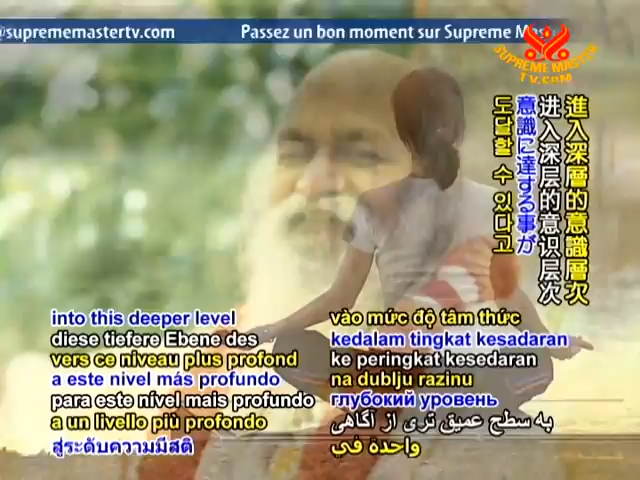 @suprememastertv.com
Passez un bon moment sur Supreme
SUPREME MASTER
TV.COM
進入深層的意識層次
进入深层的意识层次
意識に達する事が
도달할 수 있다고
into this deeper level
diese tiefere Ebene des
vers ce niveau plus profond
a este nivel más profundo
para este nível mais profundo
a un livello più profondo
สู่ระดับความมีสติ
vào mức độ tâm thức
kedalam tingkat kesadaran
ke peringkat kesedaran
na dublju razinu
глубокий уровень
به سطح عمیق تری از آگاهی
واحدة في